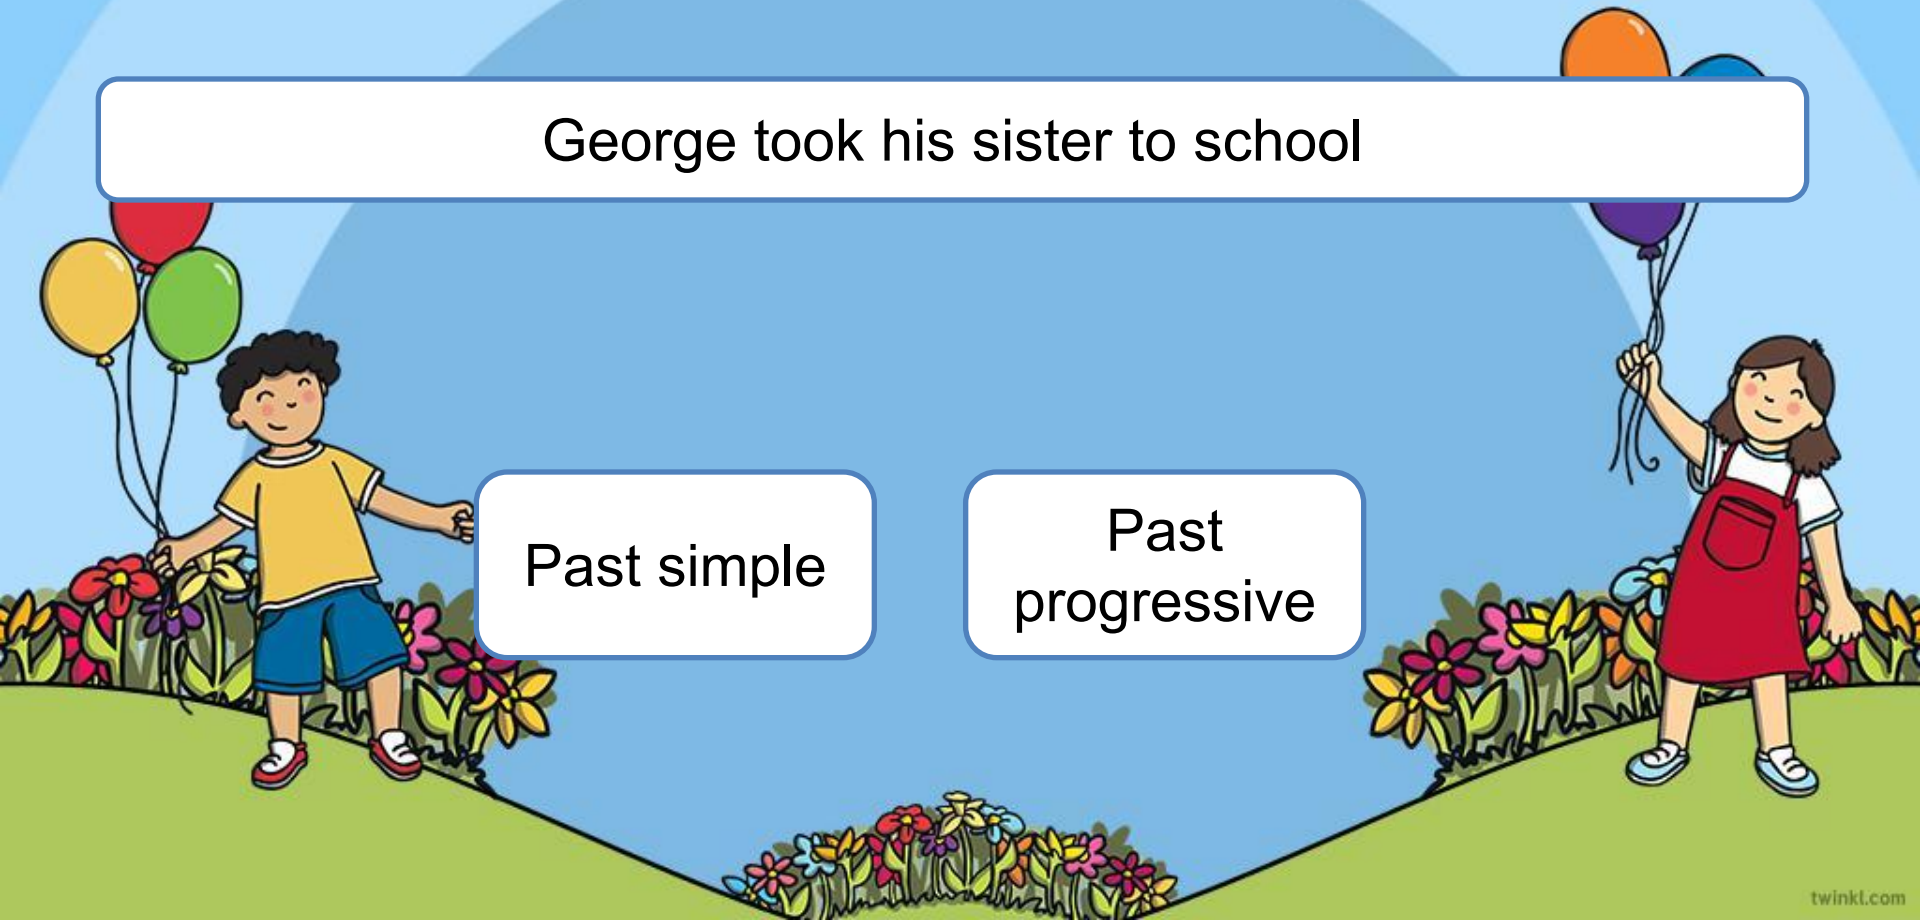 George took his sister to school
Past simple
Past
progressive
twinkl.com